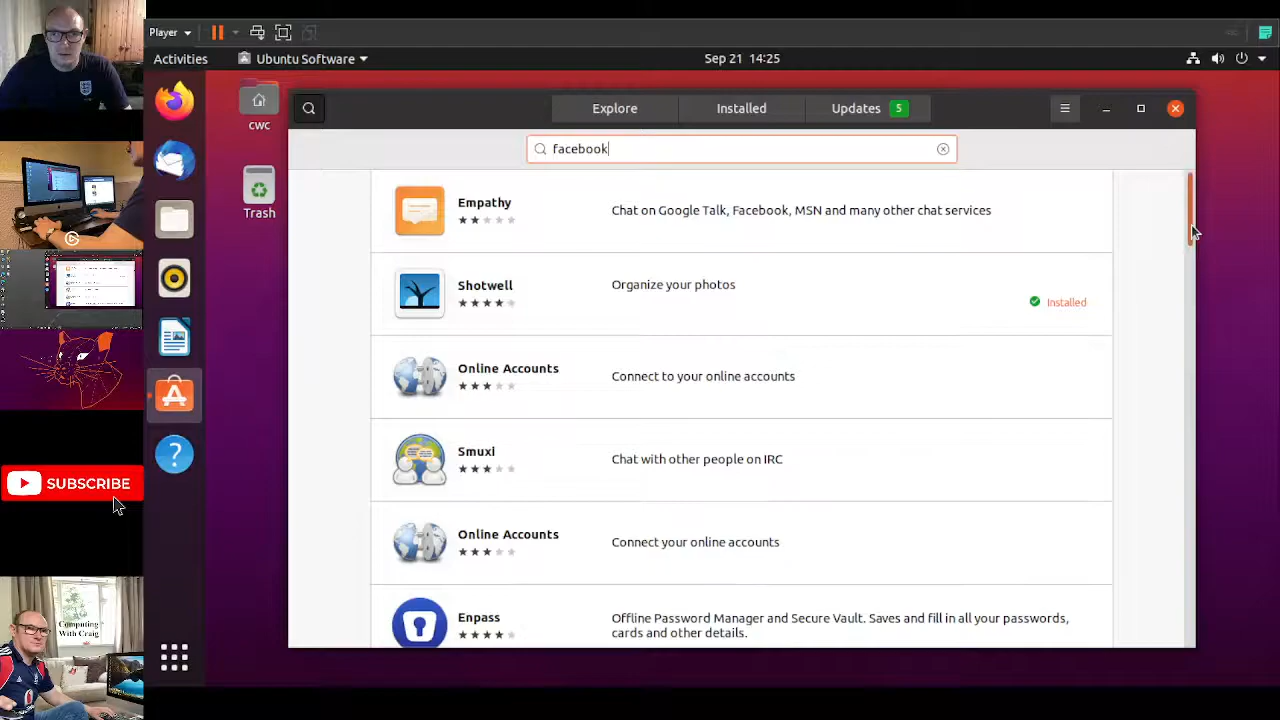 Player
Activities
Ubuntu Software
Sep 21 14:25
cwc
Trash
Explore
Installed
Updates 5
facebook
Empathy
Chat on Google Talk, Facebook, MSN and many other chat services
Shotwell
Organize your photos
Installed
Online Accounts
Connect to your online accounts
Smuxi
Chat with other people on IRC
Online Accounts
Connect your online accounts
Enpass
Offline Password Manager and Secure Vault. Saves and fill in all your passwords,
cards and other details.
SUBSCRIBE
Computing
With Craig